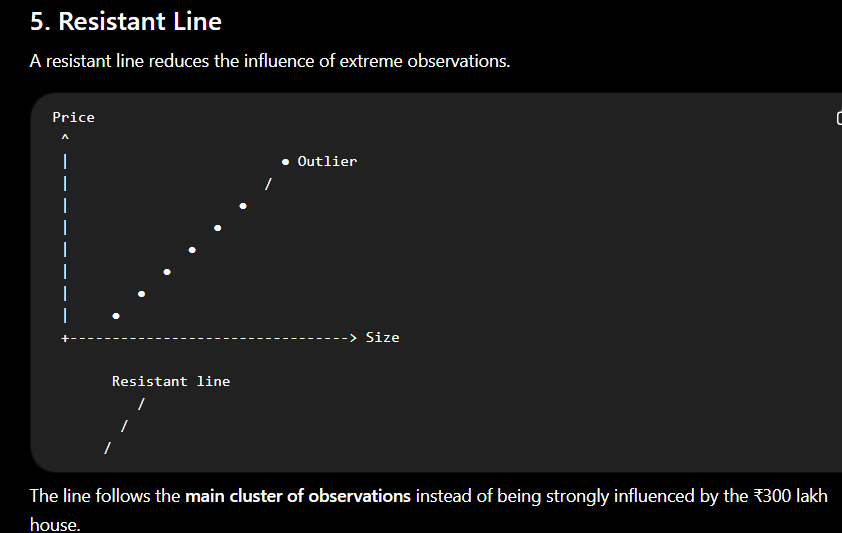 5. Resistant Line
A resistant line reduces the influence of extreme observations.
Price
^
|
|                          ● Outlier
|                        /
|                     ●
|                  ●
|               ●
|            ●
|         ●
|      ●
+---------------------------------> Size
Resistant line
/
/
/
The line follows the main cluster of observations instead of being strongly influenced by the ₹300 lakh
house.